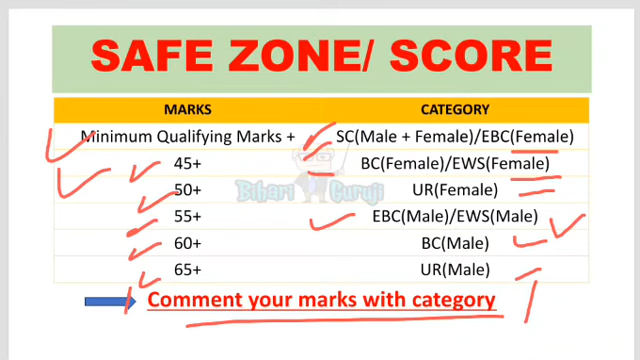 SAFE ZONE/ SCORE
MARKS CATEGORY
Minimum Qualifying Marks + SC(Male + Female)/EBC(Female)
45+ BC(Female)/EWS(Female)
50+ UR(Female)
Bihari Guruji
55+ EBC(Male)/EWS(Male)
60+ BC(Male)
65+ UR(Male)
Comment your marks with category